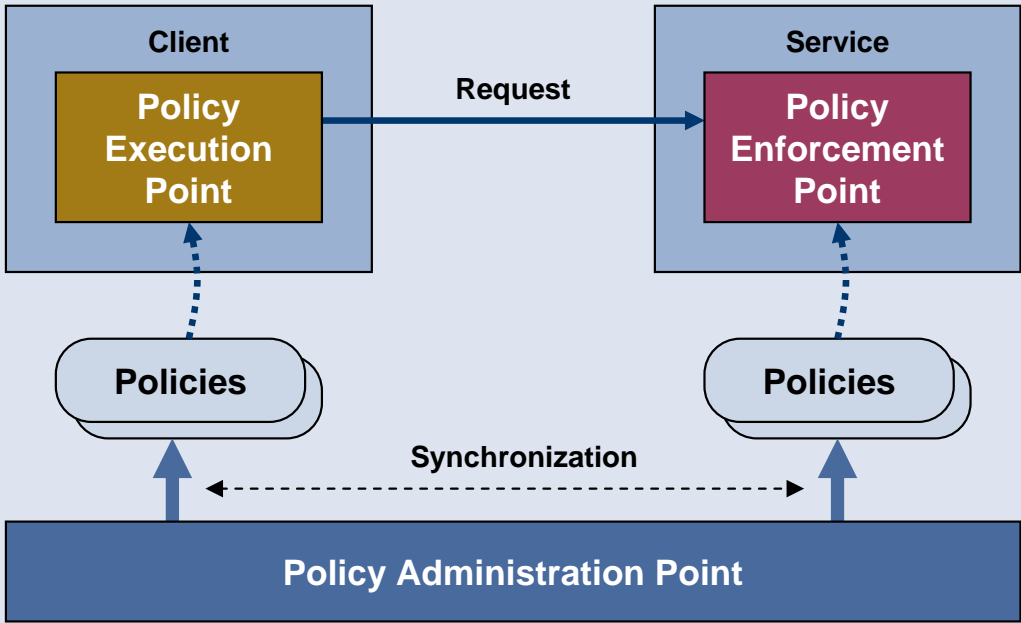 Client
Service
Policy
Execution
Point
Request
Policy
Enforcement
Point
Policies
Policies
Synchronization
Policy Administration Point